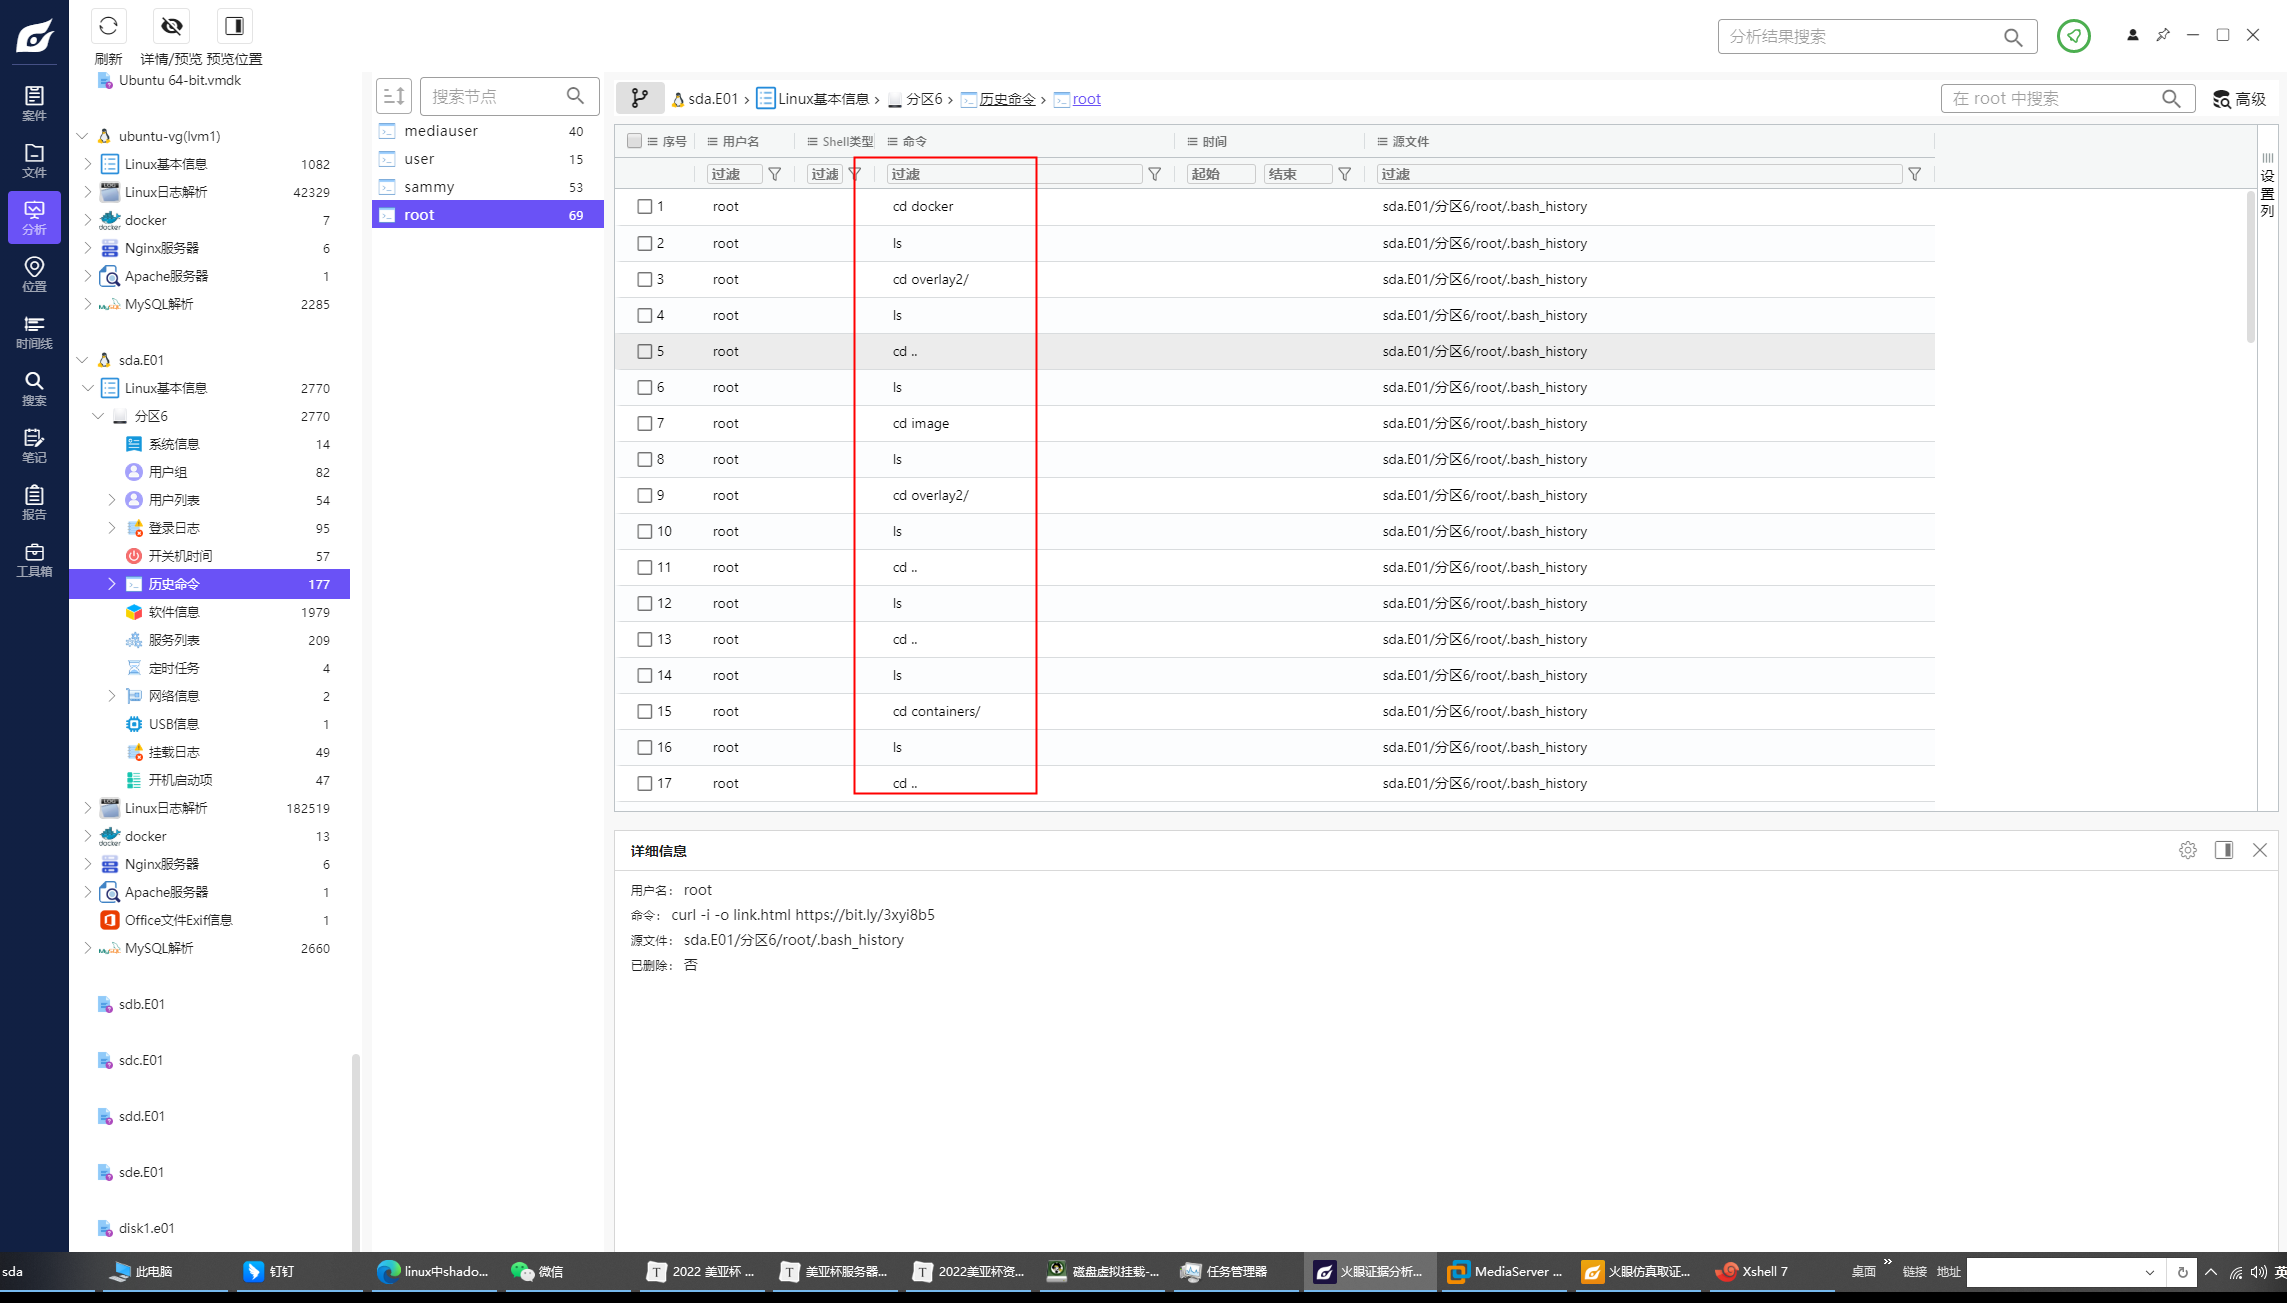 刷新
详情/预览
预览位置
分析结果搜索
案件
文件
分析
位置
时间线
搜索
笔记
报告
工具箱
Ubuntu 64-bit.vmdk
ubuntu-vg(lvm1)
Linux基本信息 1082
Linux日志解析 42329
docker 7
Nginx服务器 6
Apache服务器 1
MySQL解析 2285
sda.E01
Linux基本信息 2770
分区6 2770
系统信息 14
用户组 82
用户列表 54
登录日志 95
开关机时间 57
历史命令 177
软件信息 1979
服务列表 209
定时任务 4
网络信息 2
USB信息 1
挂载日志 49
开机启动项 47
Linux日志解析 182519
docker 13
Nginx服务器 6
Apache服务器 1
Office文件Exif信息 1
MySQL解析 2660
sdb.E01
sdc.E01
sdd.E01
sde.E01
disk1.e01
搜索节点
mediauser 40
user 15
sammy 53
root 69
sda.E01 › Linux基本信息 › 分区6 › 历史命令 › root
在 root 中搜索
高级
序号 用户名 Shell类型 命令 时间 源文件
过滤 过滤 过滤 起始 结束 过滤
1 root cd docker sda.E01/分区6/root/.bash_history
2 root ls sda.E01/分区6/root/.bash_history
3 root cd overlay2/ sda.E01/分区6/root/.bash_history
4 root ls sda.E01/分区6/root/.bash_history
5 root cd .. sda.E01/分区6/root/.bash_history
6 root ls sda.E01/分区6/root/.bash_history
7 root cd image sda.E01/分区6/root/.bash_history
8 root ls sda.E01/分区6/root/.bash_history
9 root cd overlay2/ sda.E01/分区6/root/.bash_history
10 root ls sda.E01/分区6/root/.bash_history
11 root cd .. sda.E01/分区6/root/.bash_history
12 root ls sda.E01/分区6/root/.bash_history
13 root cd .. sda.E01/分区6/root/.bash_history
14 root ls sda.E01/分区6/root/.bash_history
15 root cd containers/ sda.E01/分区6/root/.bash_history
16 root ls sda.E01/分区6/root/.bash_history
17 root cd .. sda.E01/分区6/root/.bash_history
设置列
详细信息
用户名： root
命令： curl -i -o link.html https://bit.ly/3xyi8b5
源文件： sda.E01/分区6/root/.bash_history
已删除： 否
sda
此电脑
钉钉
linux中shado...
微信
2022 美亚杯 ...
美亚杯服务器...
2022美亚杯资...
磁盘虚拟挂载-...
任务管理器
火眼证据分析...
MediaServer ...
火眼仿真取证...
Xshell 7
桌面 »
链接
地址
英